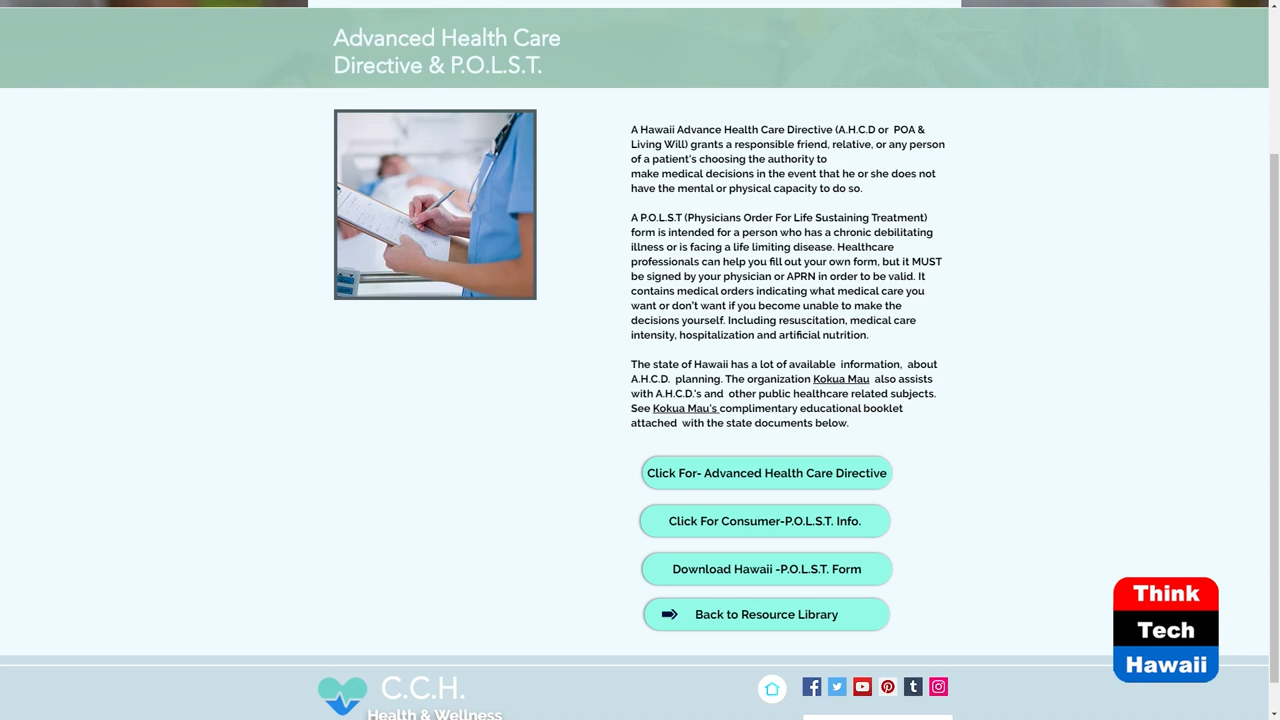 Advanced Health Care
Directive & P.O.L.S.T.
A Hawaii Advance Health Care Directive (A.H.C.D or POA &
Living Will) grants a responsible friend, relative, or any person
of a patient's choosing the authority to
make medical decisions in the event that he or she does not
have the mental or physical capacity to do so.
A P.O.L.S.T (Physicians Order For Life Sustaining Treatment)
form is intended for a person who has a chronic debilitating
illness or is facing a life limiting disease. Healthcare
professionals can help you fill out your own form, but it MUST
be signed by your physician or APRN in order to be valid. It
contains medical orders indicating what medical care you
want or don't want if you become unable to make the
decisions yourself. Including resuscitation, medical care
intensity, hospitalization and artificial nutrition.
The state of Hawaii has a lot of available information, about
A.H.C.D. planning. The organization Kokua Mau also assists
with A.H.C.D.'s and other public healthcare related subjects.
See Kokua Mau's complimentary educational booklet
attached with the state documents below.
Click For- Advanced Health Care Directive
Click For Consumer-P.O.L.S.T. Info.
Download Hawaii -P.O.L.S.T. Form
Back to Resource Library
Think
Tech
Hawaii
C.C.H.
Health & Wellness